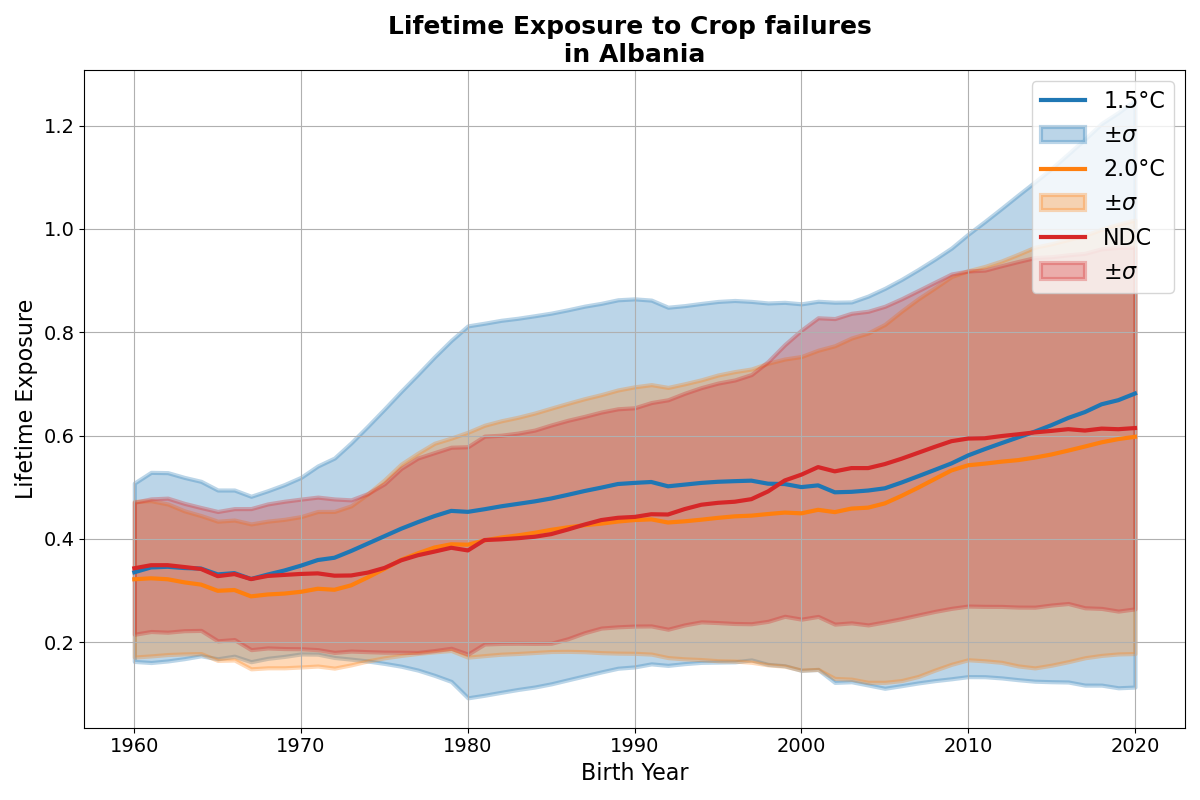 Lifetime Exposure to Crop failures
in Albania
1.5°C
±σ
2.0°C
±σ
NDC
±σ
Lifetime Exposure
1.2
1.0
0.8
0.6
0.4
0.2
1960 1970 1980 1990 2000 2010 2020
Birth Year